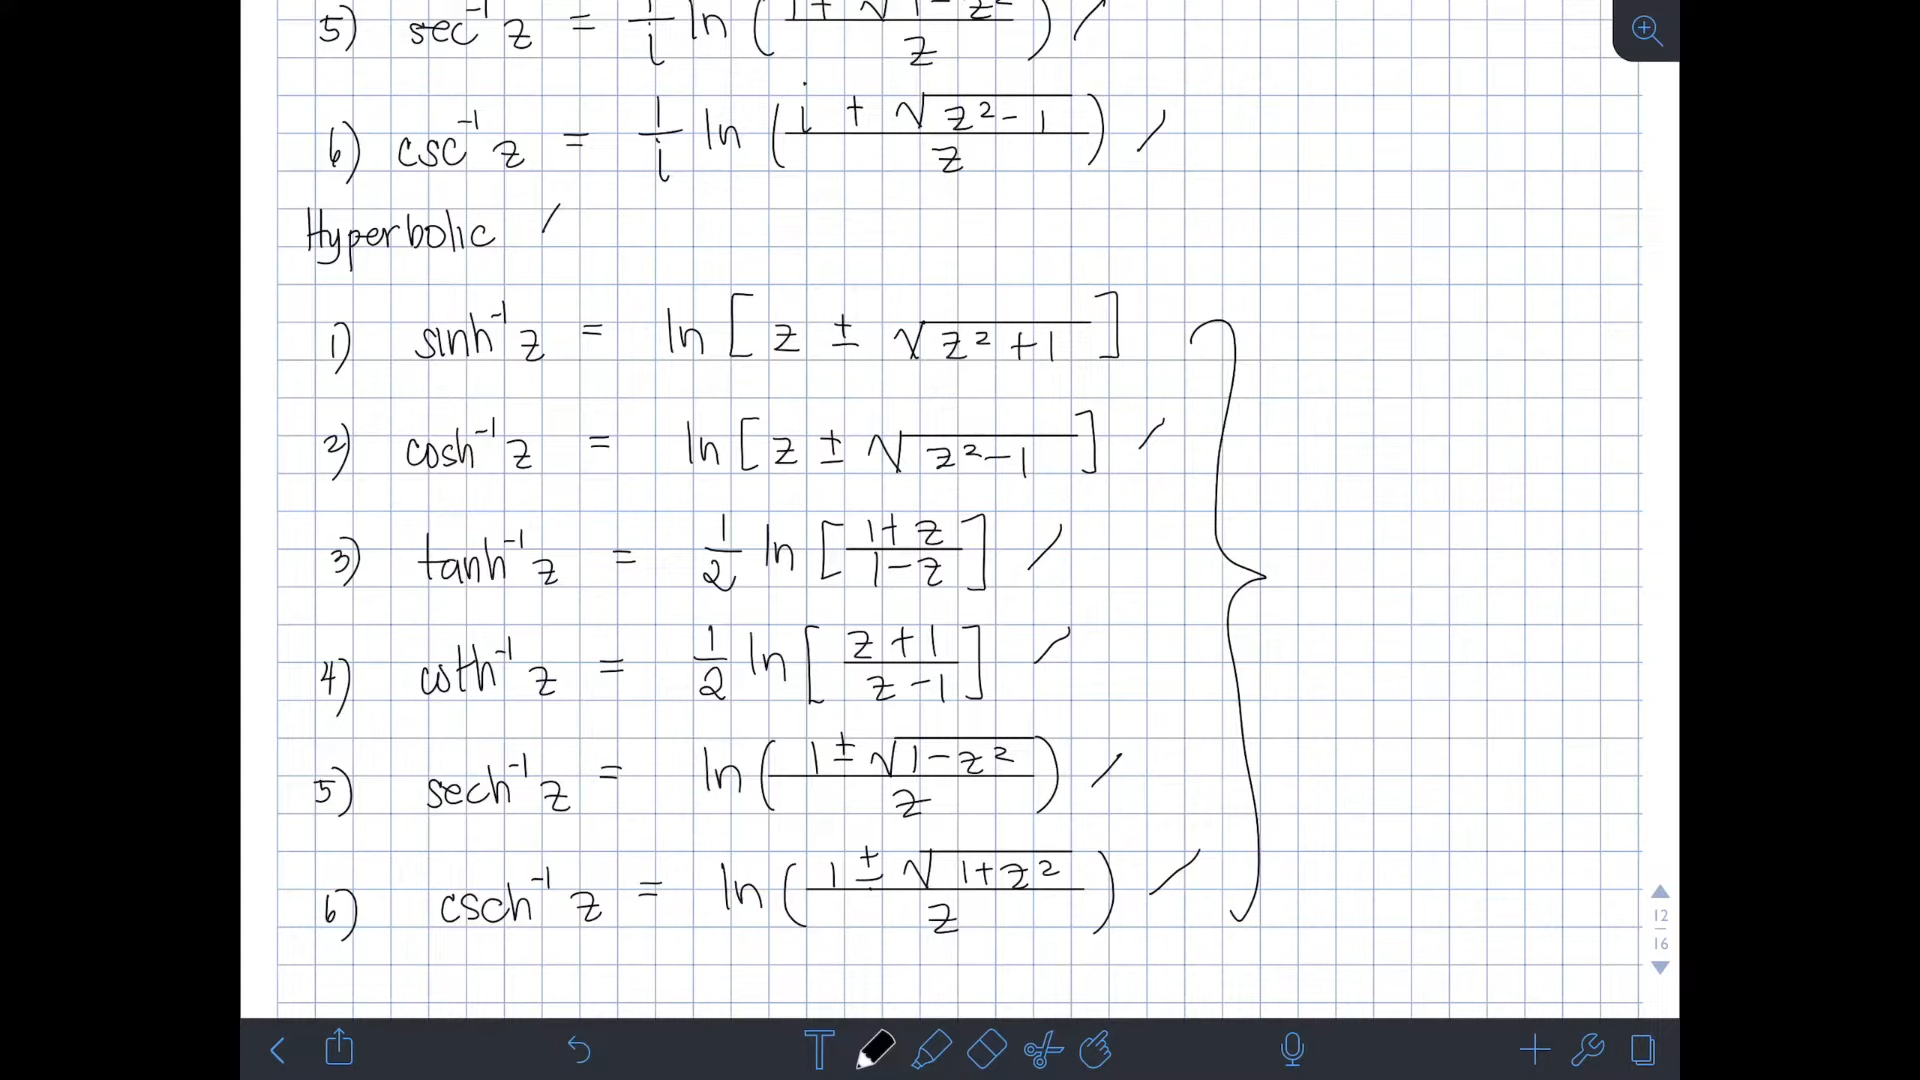 5) sec⁻¹ z = 1/i ln ( (1 + √(1 - z²)) / z )
6) csc⁻¹ z = 1/i ln ( (i + √(z² - 1)) / z )
Hyperbolic
1) sinh⁻¹ z = ln [ z ± √(z² + 1) ]
2) cosh⁻¹ z = ln [ z ± √(z² - 1) ]
3) tanh⁻¹ z = 1/2 ln [ (1 + z) / (1 - z) ]
4) coth⁻¹ z = 1/2 ln [ (z + 1) / (z - 1) ]
5) sech⁻¹ z = ln ( (1 ± √(1 - z²)) / z )
6) csch⁻¹ z = ln ( (1 ± √(1 + z²)) / z )
12
16
T